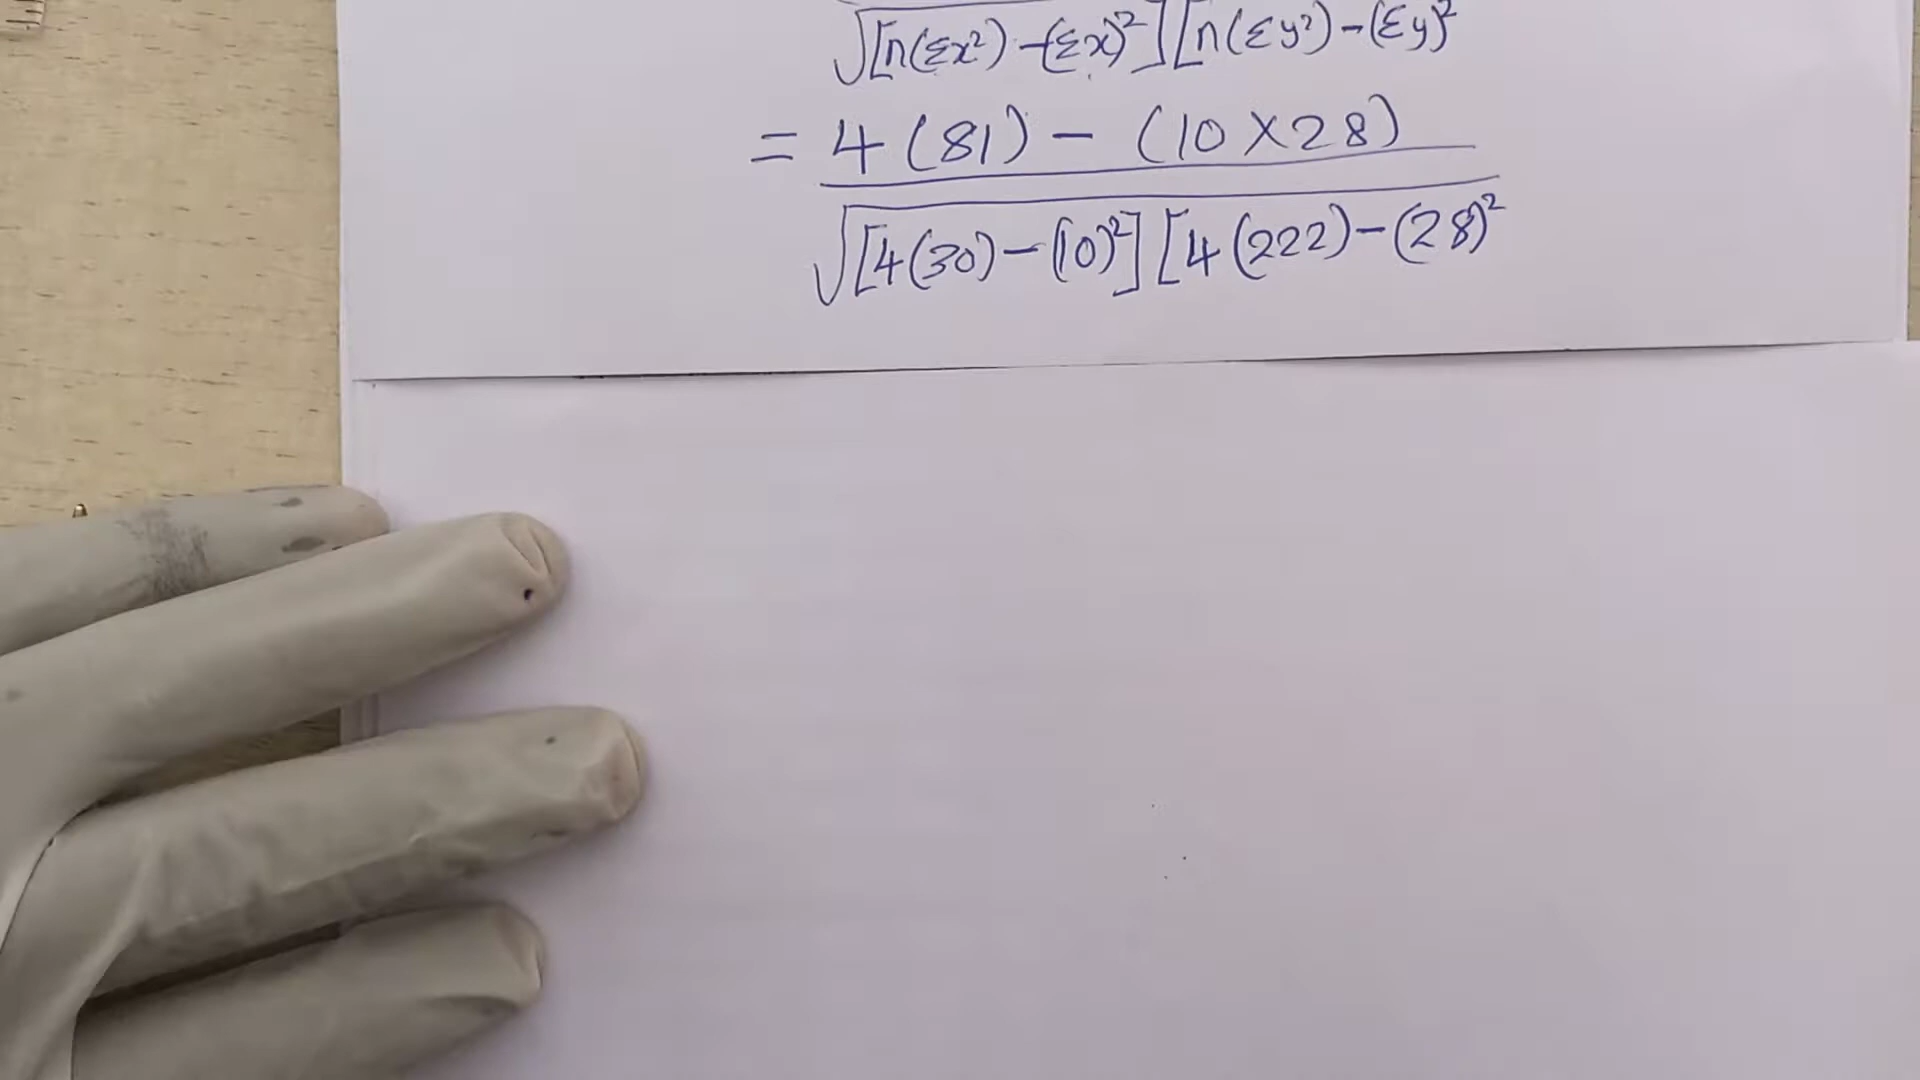 √[n(Σx²) - (Σx)²] [n(Σy²) - (Σy)²
= 4(81) - (10 × 28)
√[4(30) - (10)²] [4(222) - (28)²